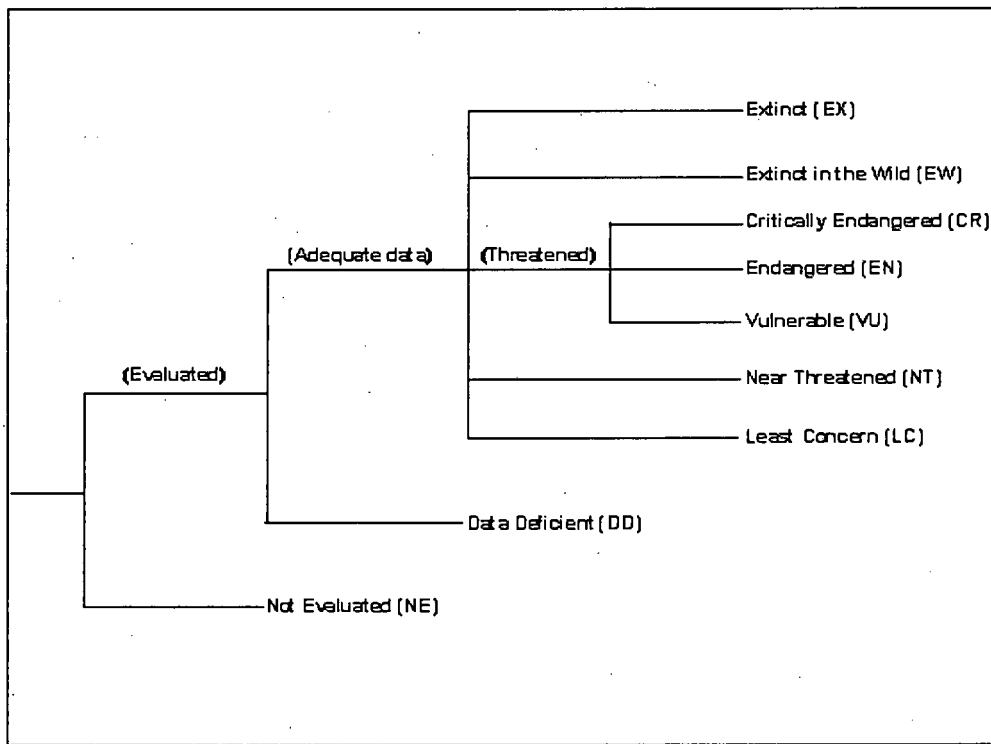 Extinct (EX)
Extinct in the Wild (EW)
Critically Endangered (CR)
(Adequate data)
(Threatened)
Endangered (EN)
Vulnerable (VU)
(Evaluated)
Near Threatened (NT)
Least Concern (LC)
Data Deficient (DD)
Not Evaluated (NE)